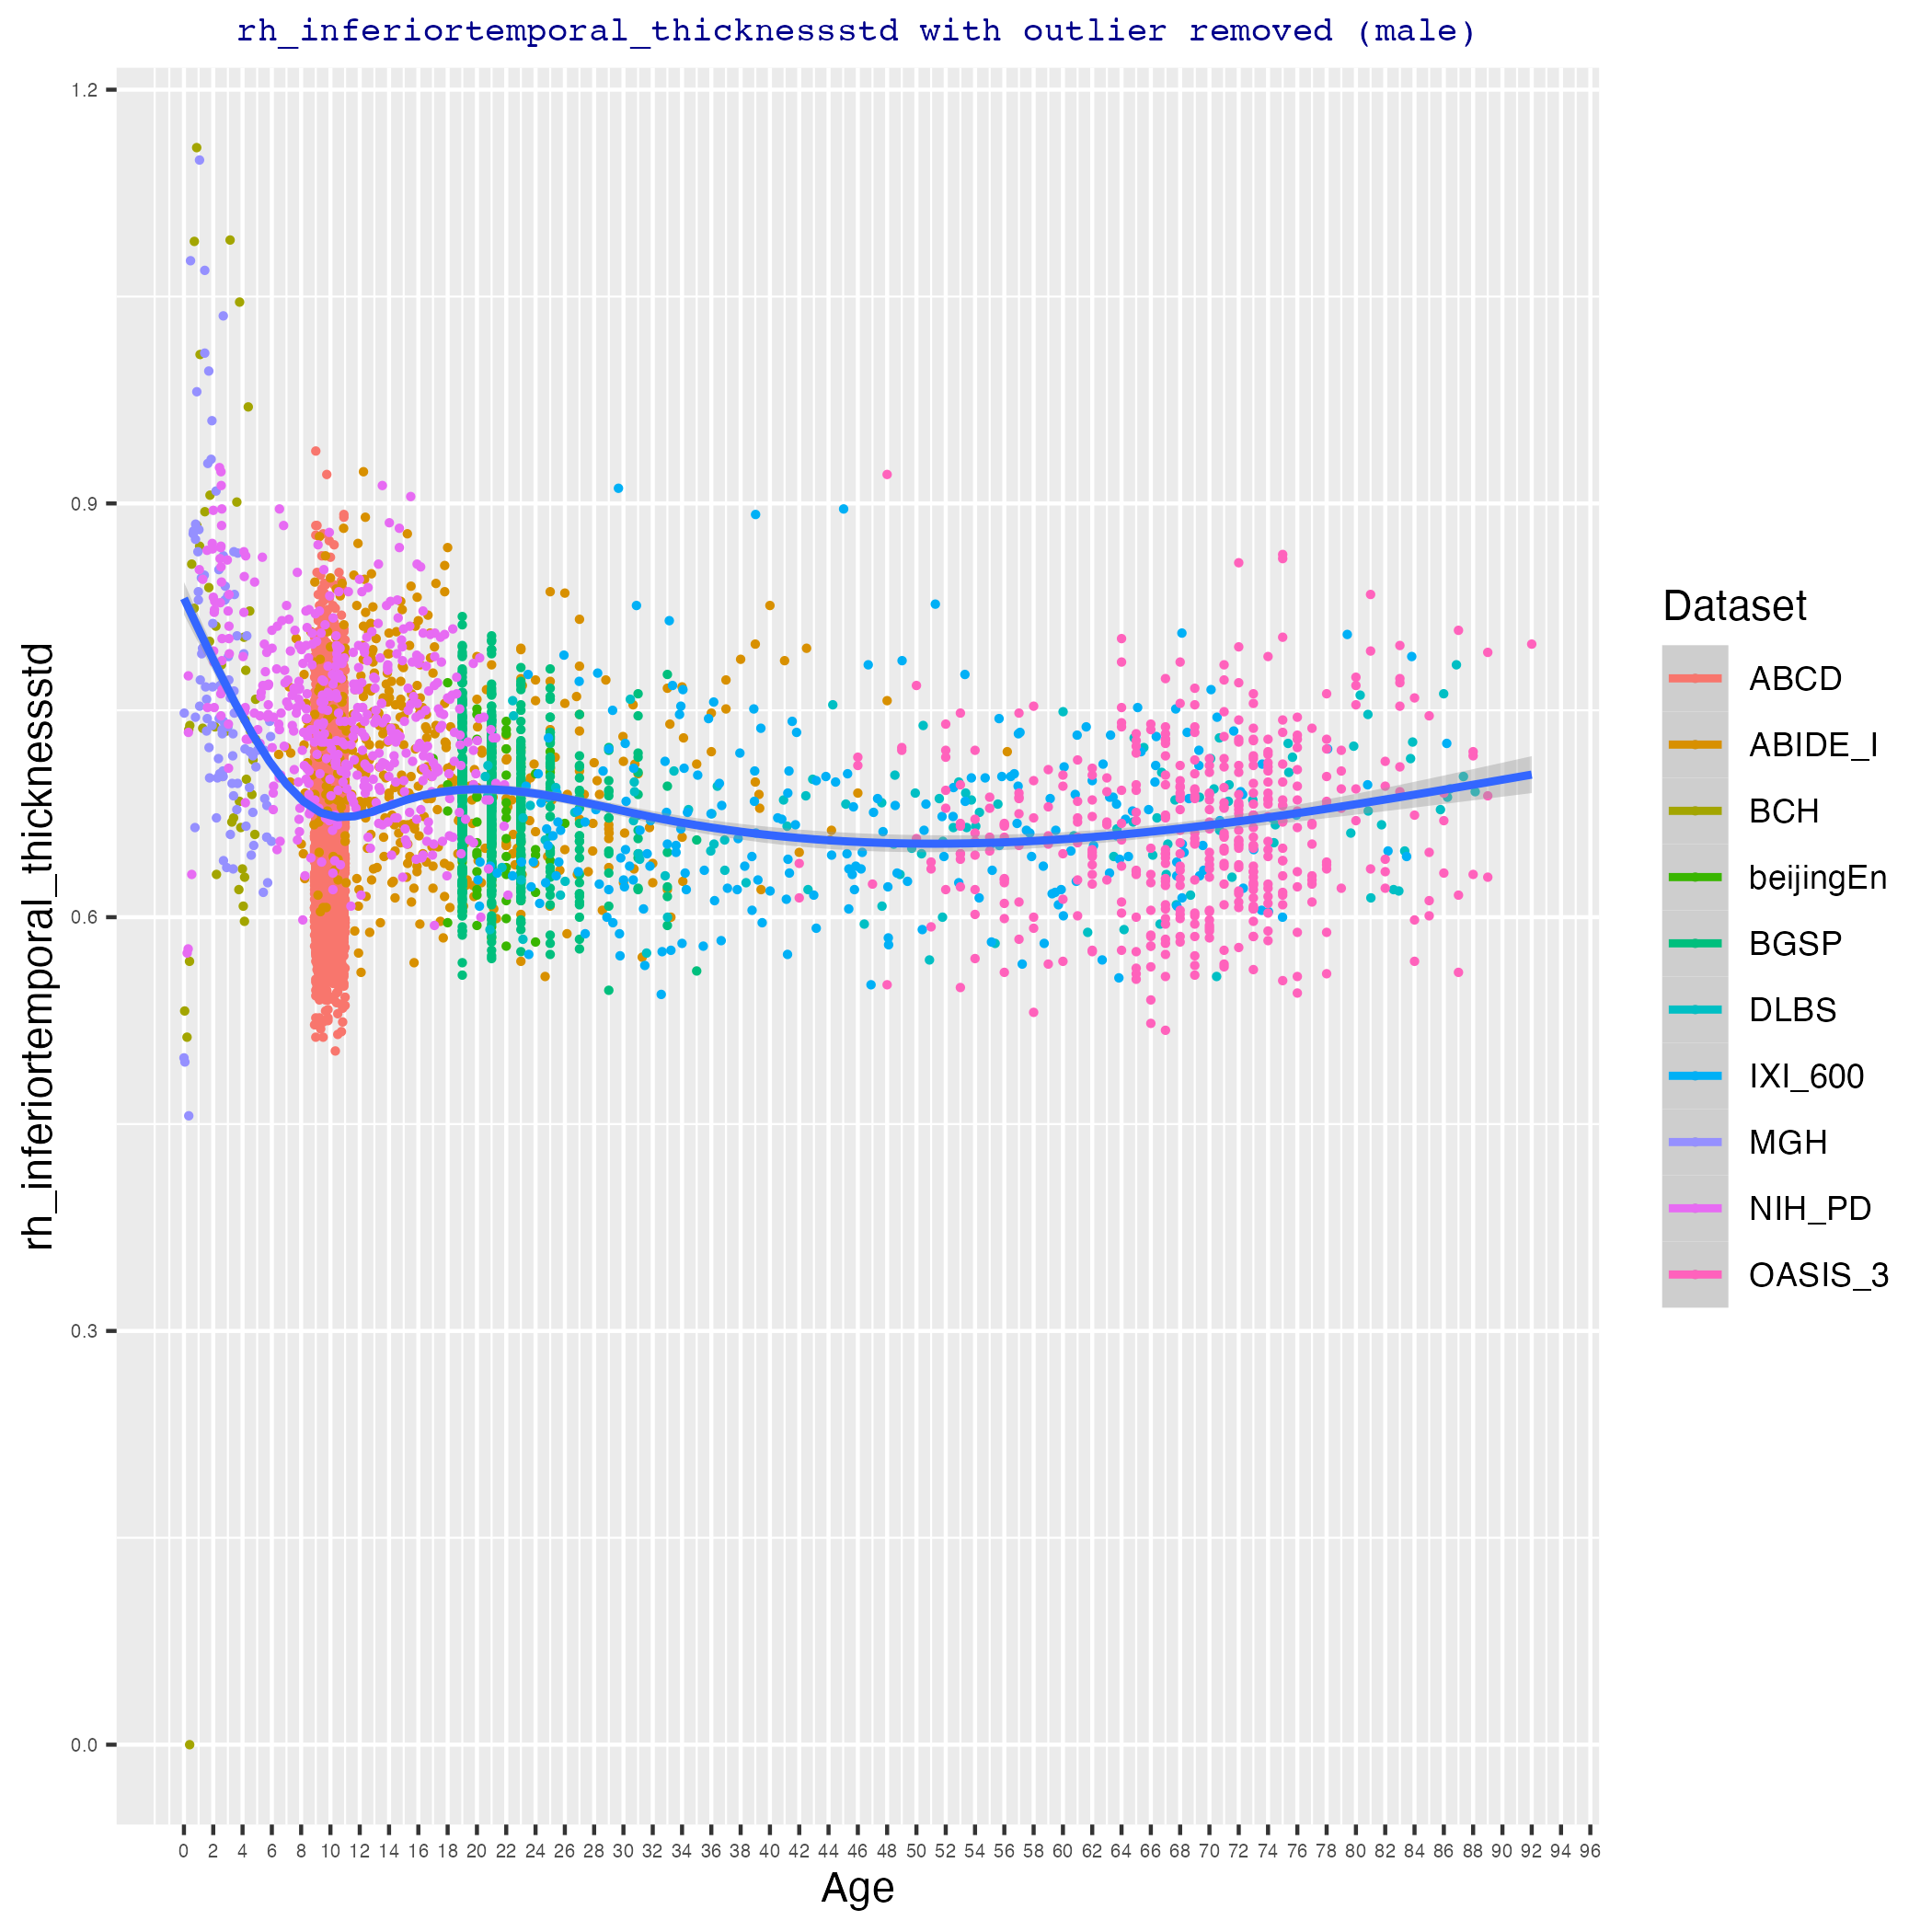 rh_inferiortemporal_thicknessstd with outlier removed (male)
rh_inferiortemporal_thicknessstd
1.2
0.9
0.6
0.3
0.0
0 2 4 6 8 10 12 14 16 18 20 22 24 26 28 30 32 34 36 38 40 42 44 46 48 50 52 54 56 58 60 62 64 66 68 70 72 74 76 78 80 82 84 86 88 90 92 94 96
Age
Dataset
ABCD
ABIDE_I
BCH
beijingEn
BGSP
DLBS
IXI_600
MGH
NIH_PD
OASIS_3